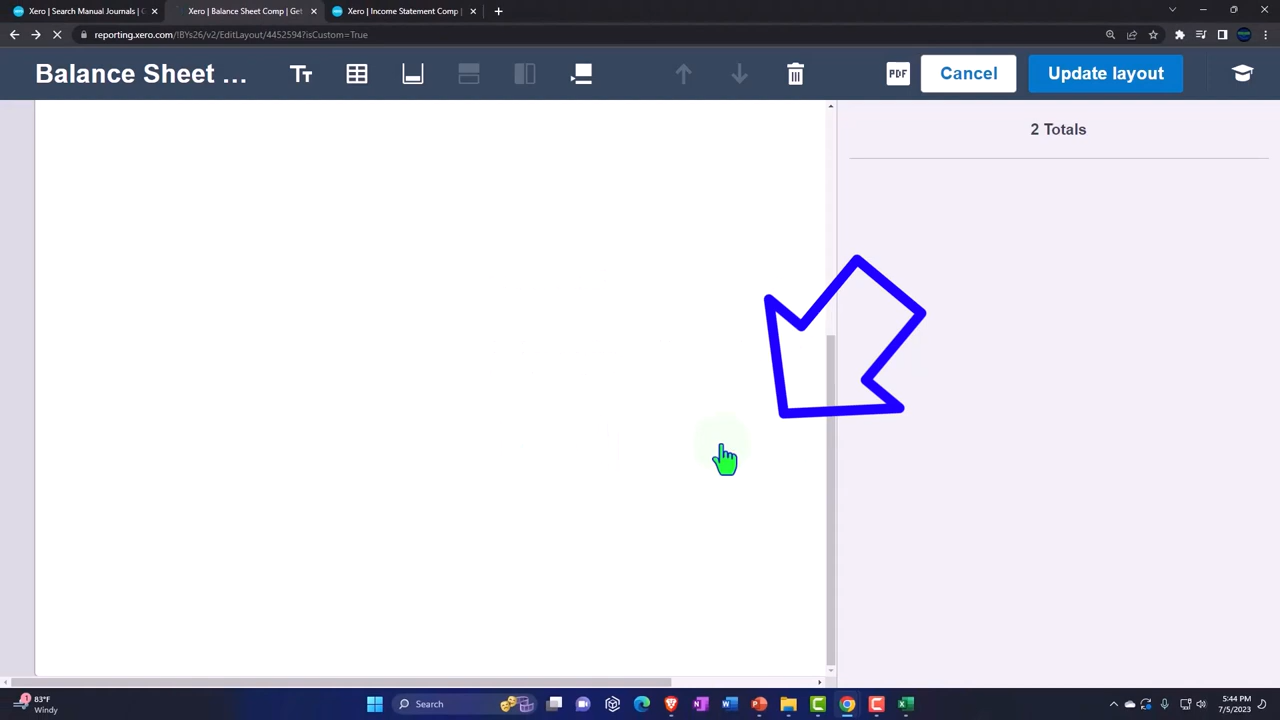 Xero | Search Manual Journals | G
Xero | Balance Sheet Comp | Get
Xero | Income Statement Comp |
reporting.xero.com/!BYs26/v2/EditLayout/4452594?isCustom=True
Balance Sheet ...
PDF
Cancel
Update layout
2 Totals
1
83°F
Windy
Search
5:44 PM
7/5/2023